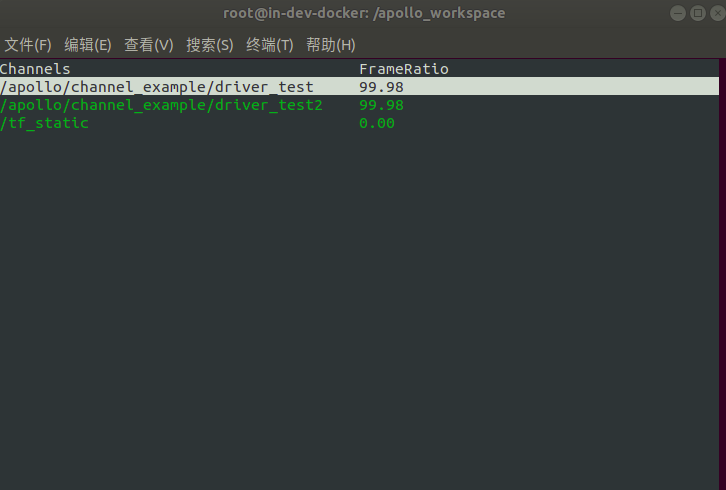 root@in-dev-docker: /apollo_workspace
文件(F) 编辑(E) 查看(V) 搜索(S) 终端(T) 帮助(H)
Channels FrameRatio
/apollo/channel_example/driver_test 99.98
/apollo/channel_example/driver_test2 99.98
/tf_static 0.00